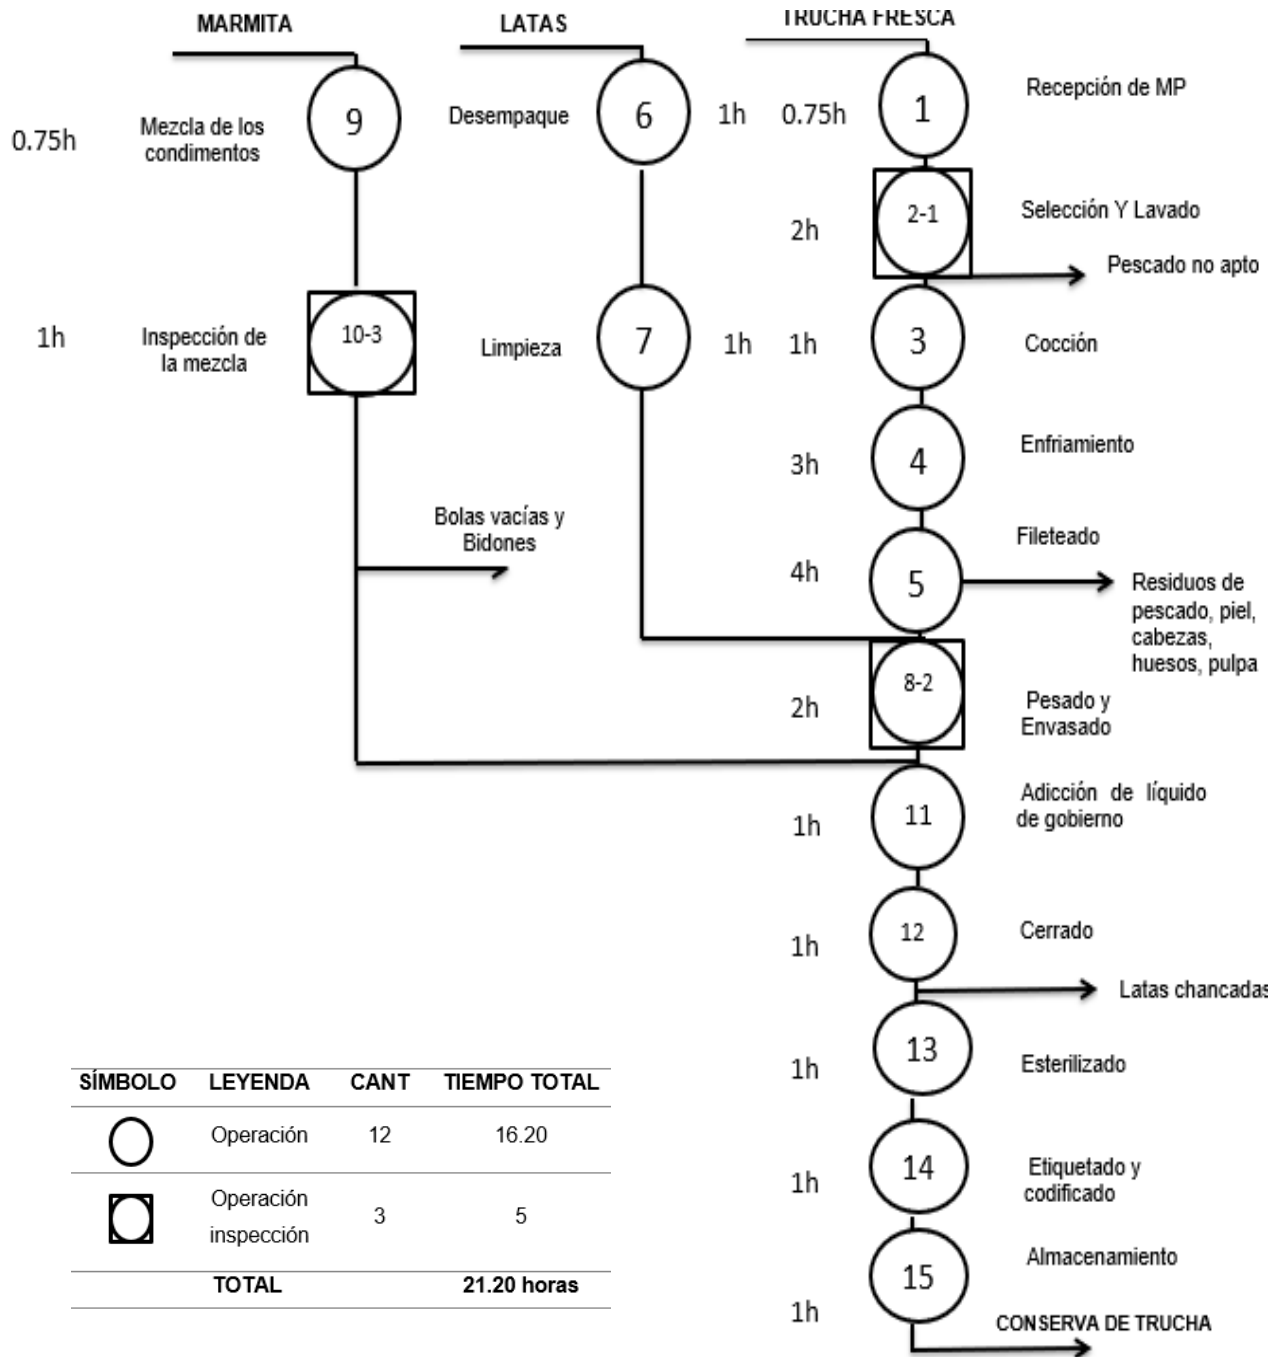 MARMITA
LATAS
TRUCHA FRESCA
0.75h
Mezcla de los
condimentos
9
Desempaque
6
1h
0.75h
1
Recepción de MP
2h
2-1
Selección Y Lavado
Pescado no apto
1h
Inspección de
la mezcla
10-3
Limpieza
7
1h
1h
3
Cocción
3h
4
Enfriamiento
Bolas vacías y
Bidones
4h
5
Fileteado
Residuos de
pescado, piel,
cabezas,
huesos, pulpa
2h
8-2
Pesado y
Envasado
1h
11
Adicción de líquido
de gobierno
1h
12
Cerrado
Latas chancadas
1h
13
Esterilizado
1h
14
Etiquetado y
codificado
1h
15
Almacenamiento
CONSERVA DE TRUCHA
SÍMBOLO LEYENDA CANT TIEMPO TOTAL
Operación 12 16.20
Operación
inspección
3 5
TOTAL 21.20 horas